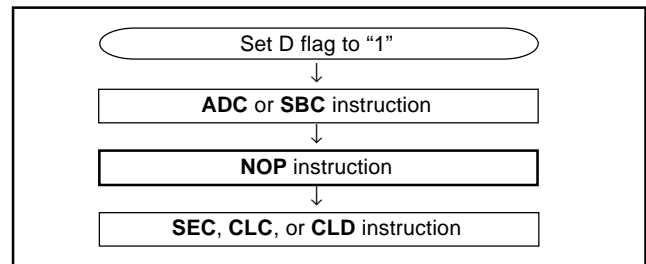 Set D flag to “1”
ADC or SBC instruction
NOP instruction
SEC, CLC, or CLD instruction